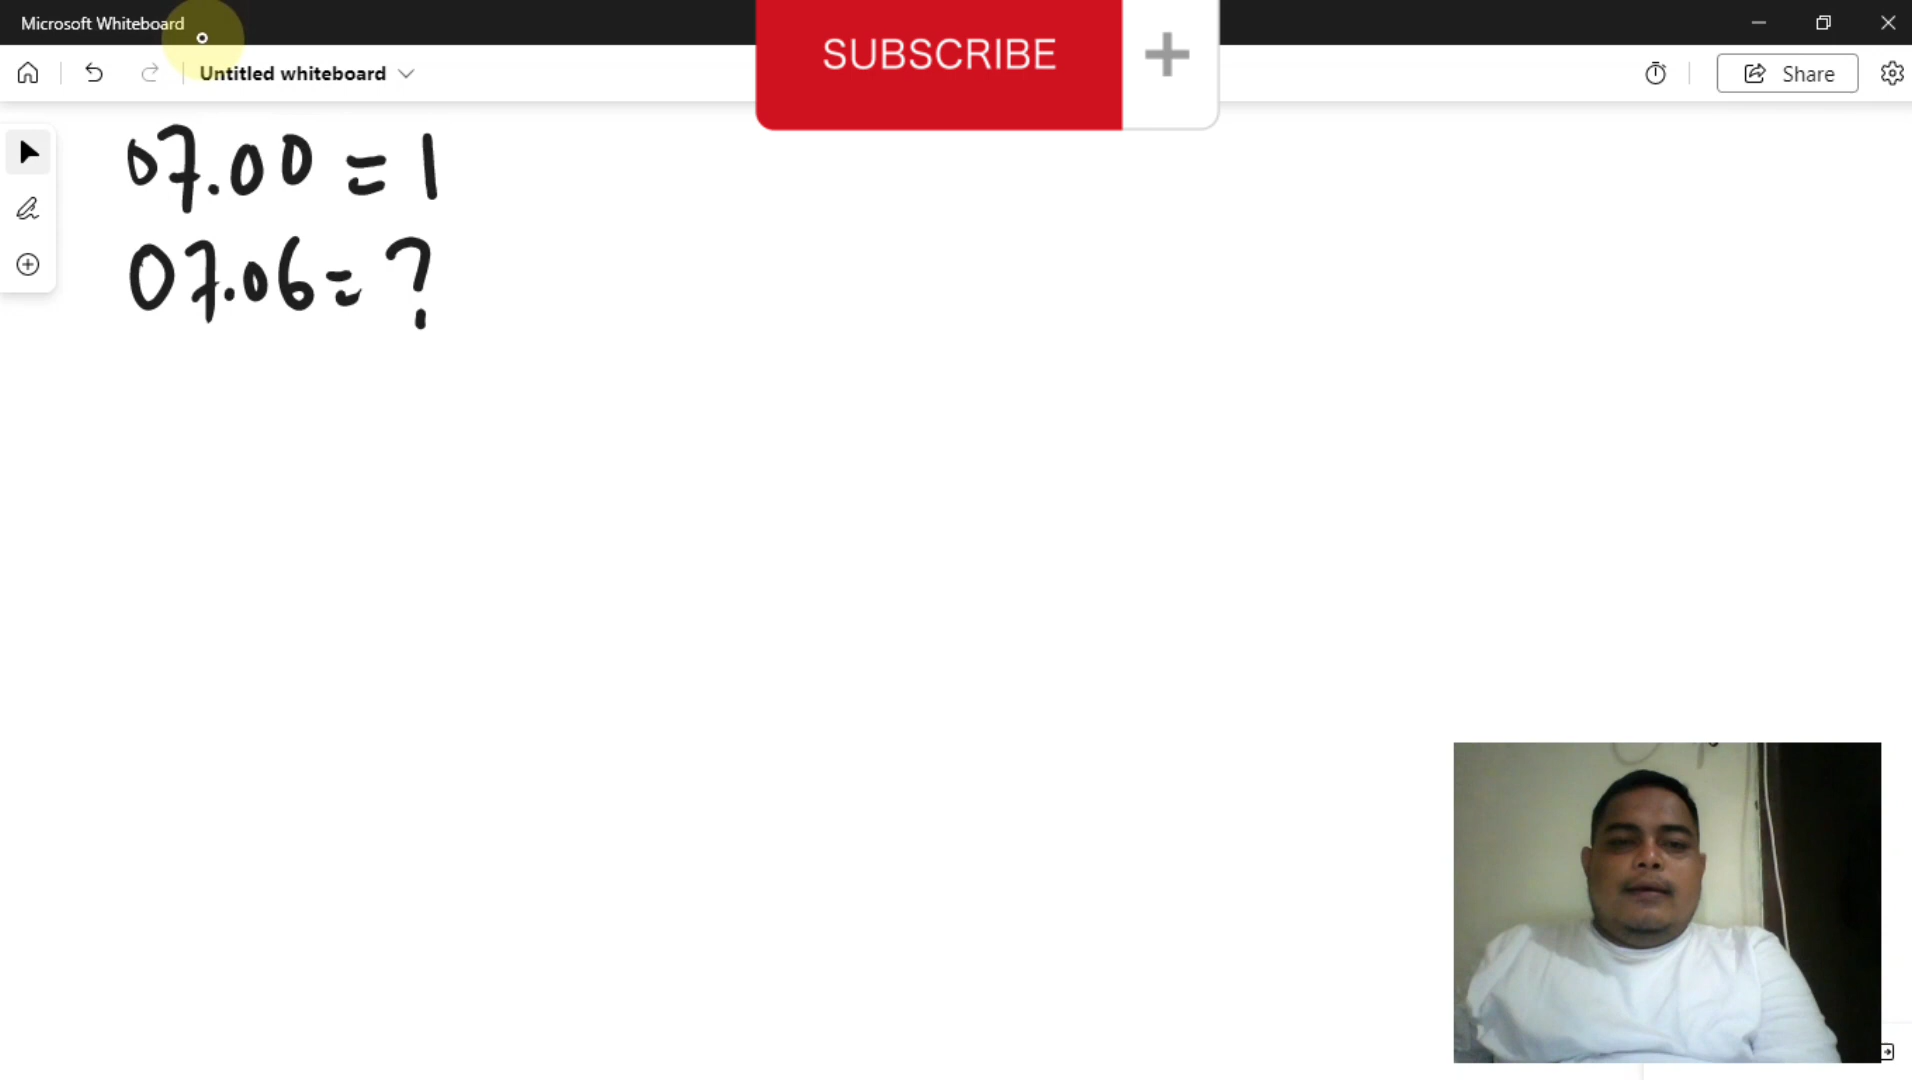 Microsoft Whiteboard
SUBSCRIBE +
Untitled whiteboard
Share
07.00 = 1
07.06 = ?